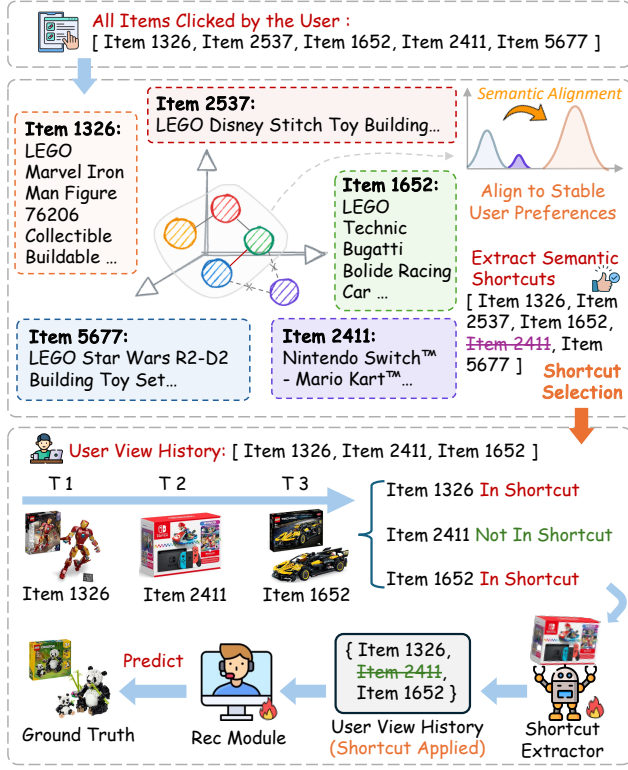 All Items Clicked by the User :
[ Item 1326, Item 2537, Item 1652, Item 2411, Item 5677 ]
Item 2537:
LEGO Disney Stitch Toy Building...
Semantic Alignment
Item 1326:
LEGO
Marvel Iron
Man Figure
76206
Collectible
Buildable ...
Item 1652:
LEGO
Technic
Bugatti
Bolide Racing
Car ...
Align to Stable
User Preferences
Extract Semantic
Shortcuts
[ Item 1326, Item
2537, Item 1652,
Item 2411, Item
5677 ]
Shortcut
Selection
Item 5677:
LEGO Star Wars R2-D2
Building Toy Set...
Item 2411:
Nintendo Switch™
- Mario Kart™...
User View History: [ Item 1326, Item 2411, Item 1652 ]
T 1
T 2
T 3
Item 1326
Item 2411
Item 1652
Item 1326 In Shortcut
Item 2411 Not In Shortcut
Item 1652 In Shortcut
Predict
Ground Truth
Rec Module
{ Item 1326,
Item 2411,
Item 1652 }
User View History
(Shortcut Applied)
Shortcut
Extractor